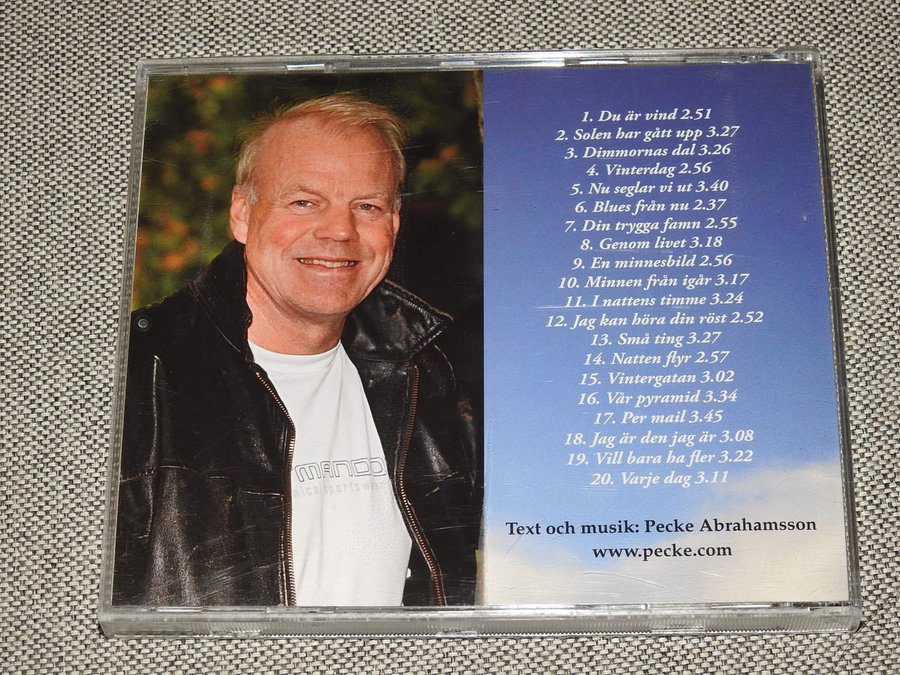 1. Du är vind 2.51
2. Solen har gått upp 3.27
3. Dimmornas dal 3.26
4. Vinterdag 2.56
5. Nu seglar vi ut 3.40
6. Blues från nu 2.37
7. Din trygga famn 2.55
8. Genom livet 3.18
9. En minnesbild 2.56
10. Minnen från igår 3.17
11. I nattens timme 3.24
12. Jag kan höra din röst 2.52
13. Små ting 3.27
14. Natten flyr 2.57
15. Vintergatan 3.02
16. Vår pyramid 3.34
17. Per mail 3.45
18. Jag är den jag är 3.08
19. Vill bara ha fler 3.22
20. Varje dag 3.11
Text och musik: Pecke Abrahamsson
www.pecke.com
MANDO